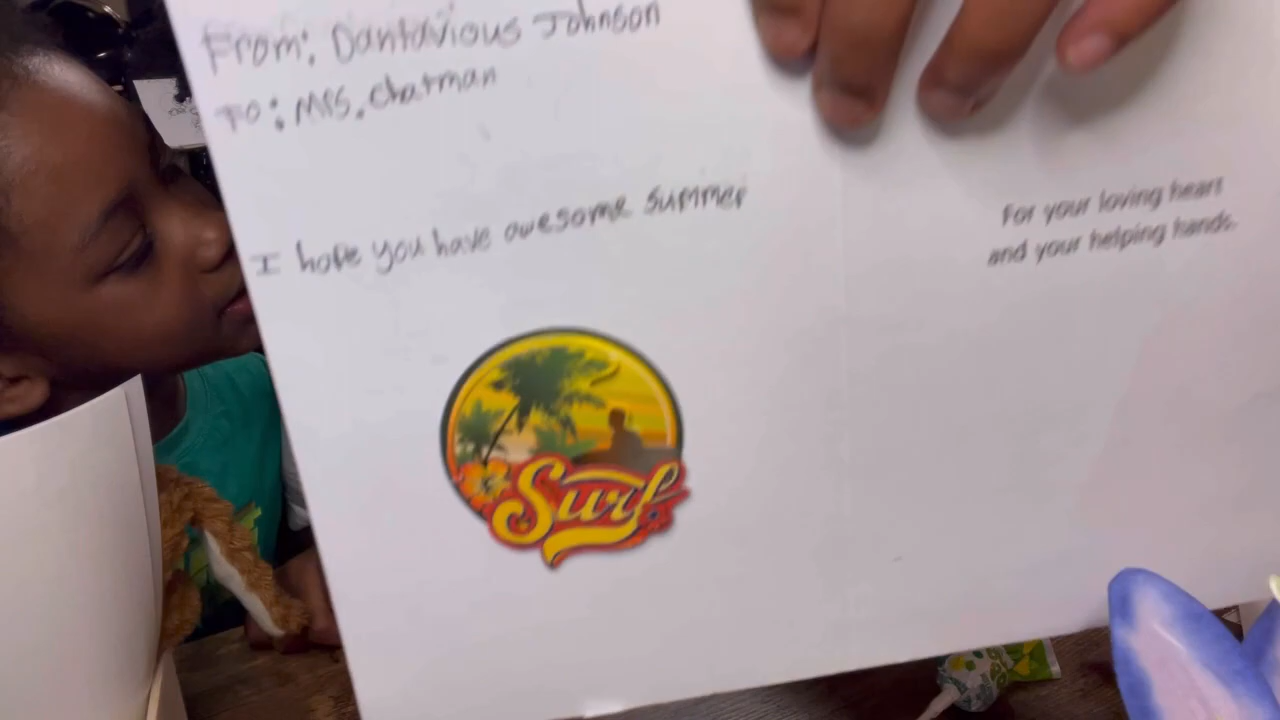 From: Dantavious Johnson
To: Mrs. Chatman
I hope you have awesome summer
For your loving heart
and your helping hands.
Surf